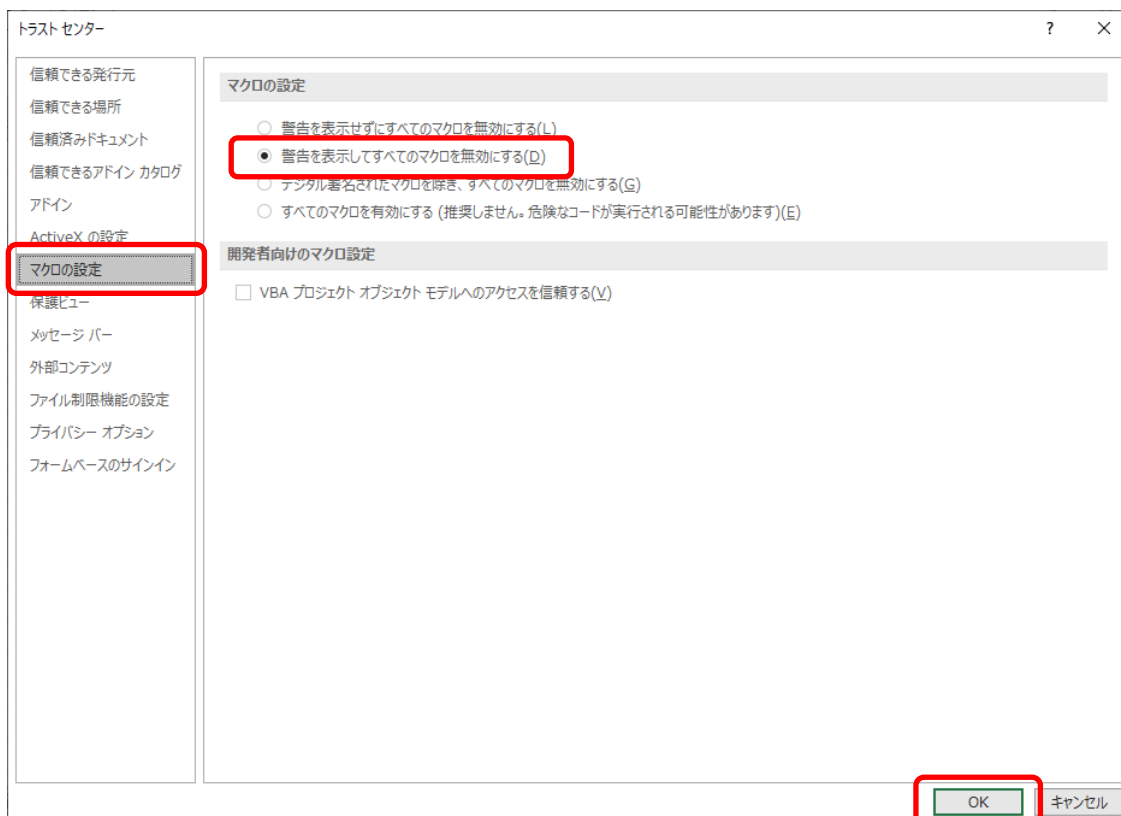 トラスト センター
?
信頼できる発行元
信頼できる場所
信頼済みドキュメント
信頼できるアドイン カタログ
アドイン
ActiveX の設定
マクロの設定
保護ビュー
メッセージ バー
外部コンテンツ
ファイル制限機能の設定
プライバシー オプション
フォームベースのサインイン
マクロの設定
警告を表示せずにすべてのマクロを無効にする(L)
警告を表示してすべてのマクロを無効にする(D)
デジタル署名されたマクロを除き、すべてのマクロを無効にする(G)
すべてのマクロを有効にする (推奨しません。危険なコードが実行される可能性があります)(E)
開発者向けのマクロ設定
VBA プロジェクト オブジェクト モデルへのアクセスを信頼する(V)
OK
キャンセル